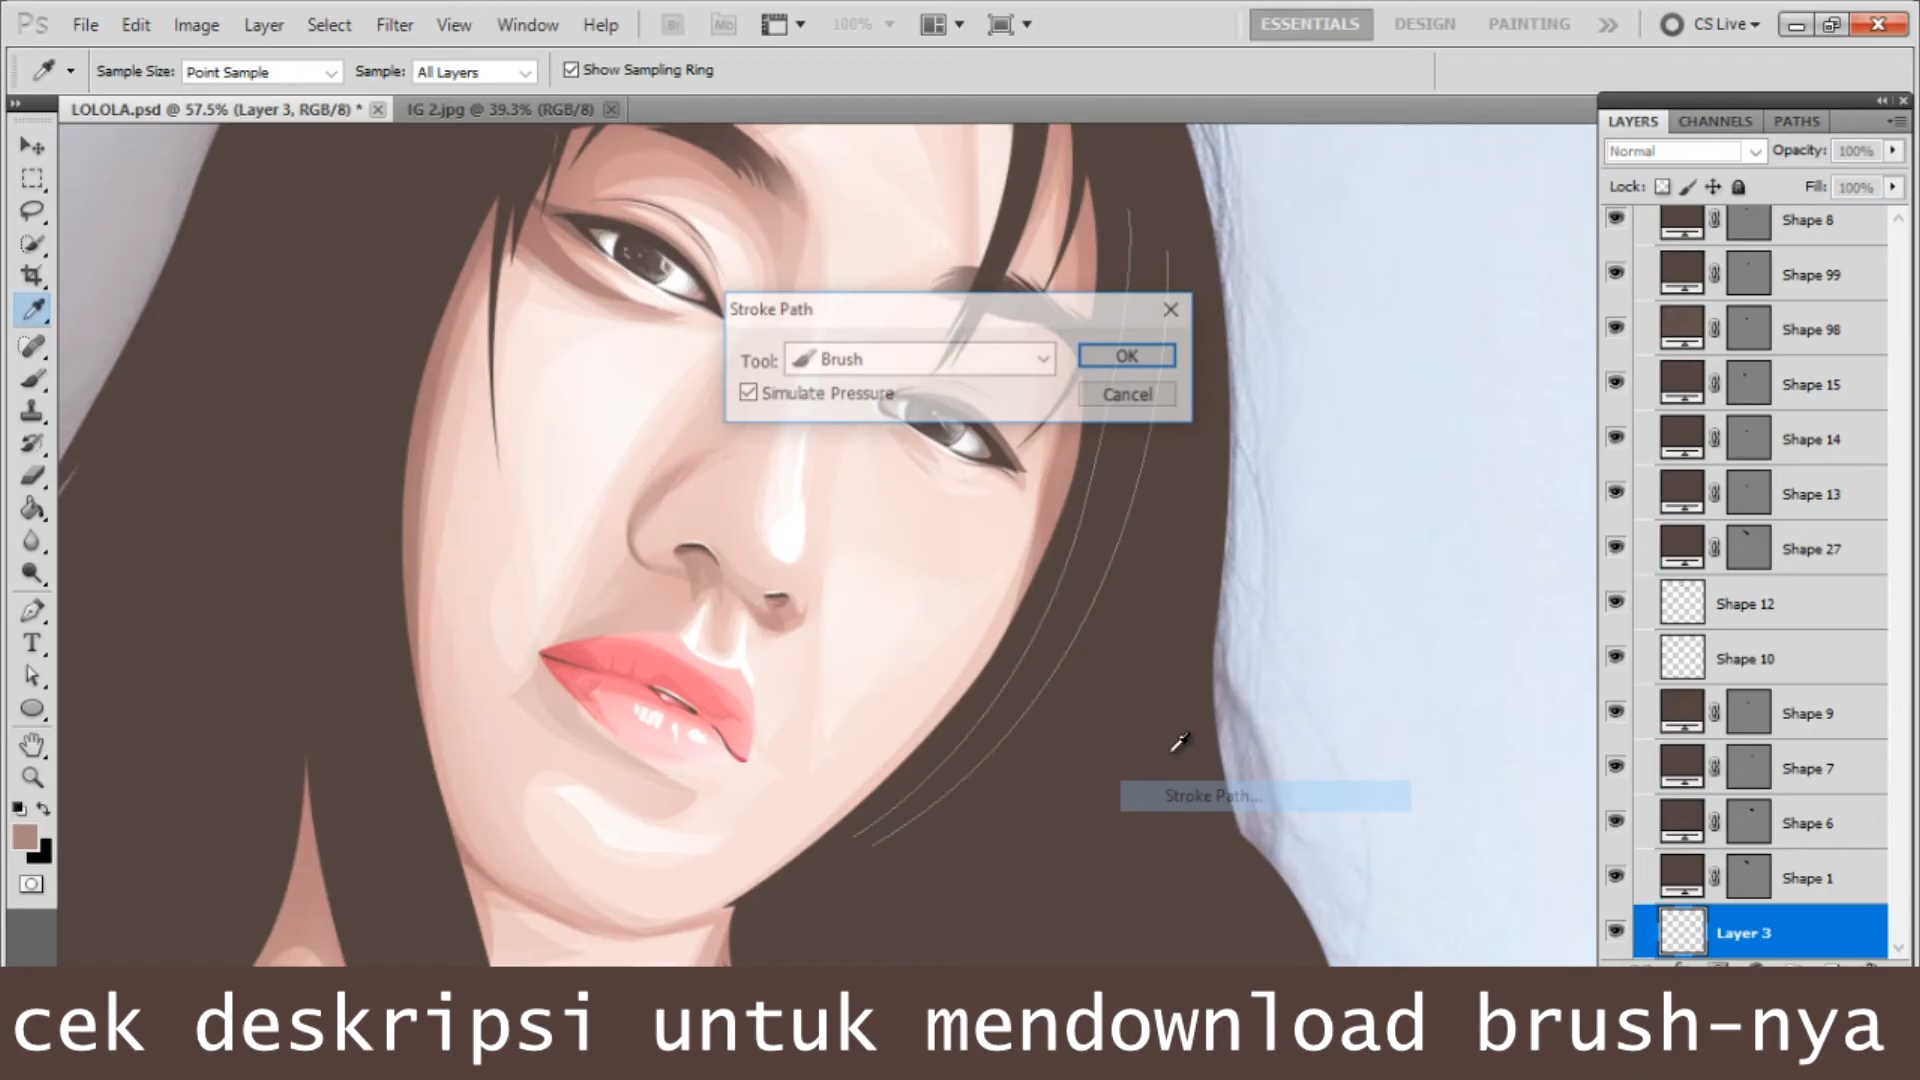 Ps File Edit Image Layer Select Analysis Filter View Window Help Br Mb 100% ESSENTIALS DESIGN PAINTING CS Live
Sample Size: Point Sample Sample: All Layers Show Sampling Ring
LOLOLA.psd @ 57.5% (Layer 3, RGB/8) * IG 2.jpg @ 39.3% (RGB/8)
LAYERS CHANNELS PATHS
Normal Opacity: 100%
Lock: Fill: 100%
Shape 8
Shape 99
Shape 98
Shape 15
Shape 14
Shape 13
Shape 27
Shape 12
Shape 10
Shape 9
Shape 7
Shape 6
Shape 1
Layer 3
Stroke Path
Tool: Brush OK
Simulate Pressure Cancel
Stroke Path...
cek deskripsi untuk mendownload brush-nya